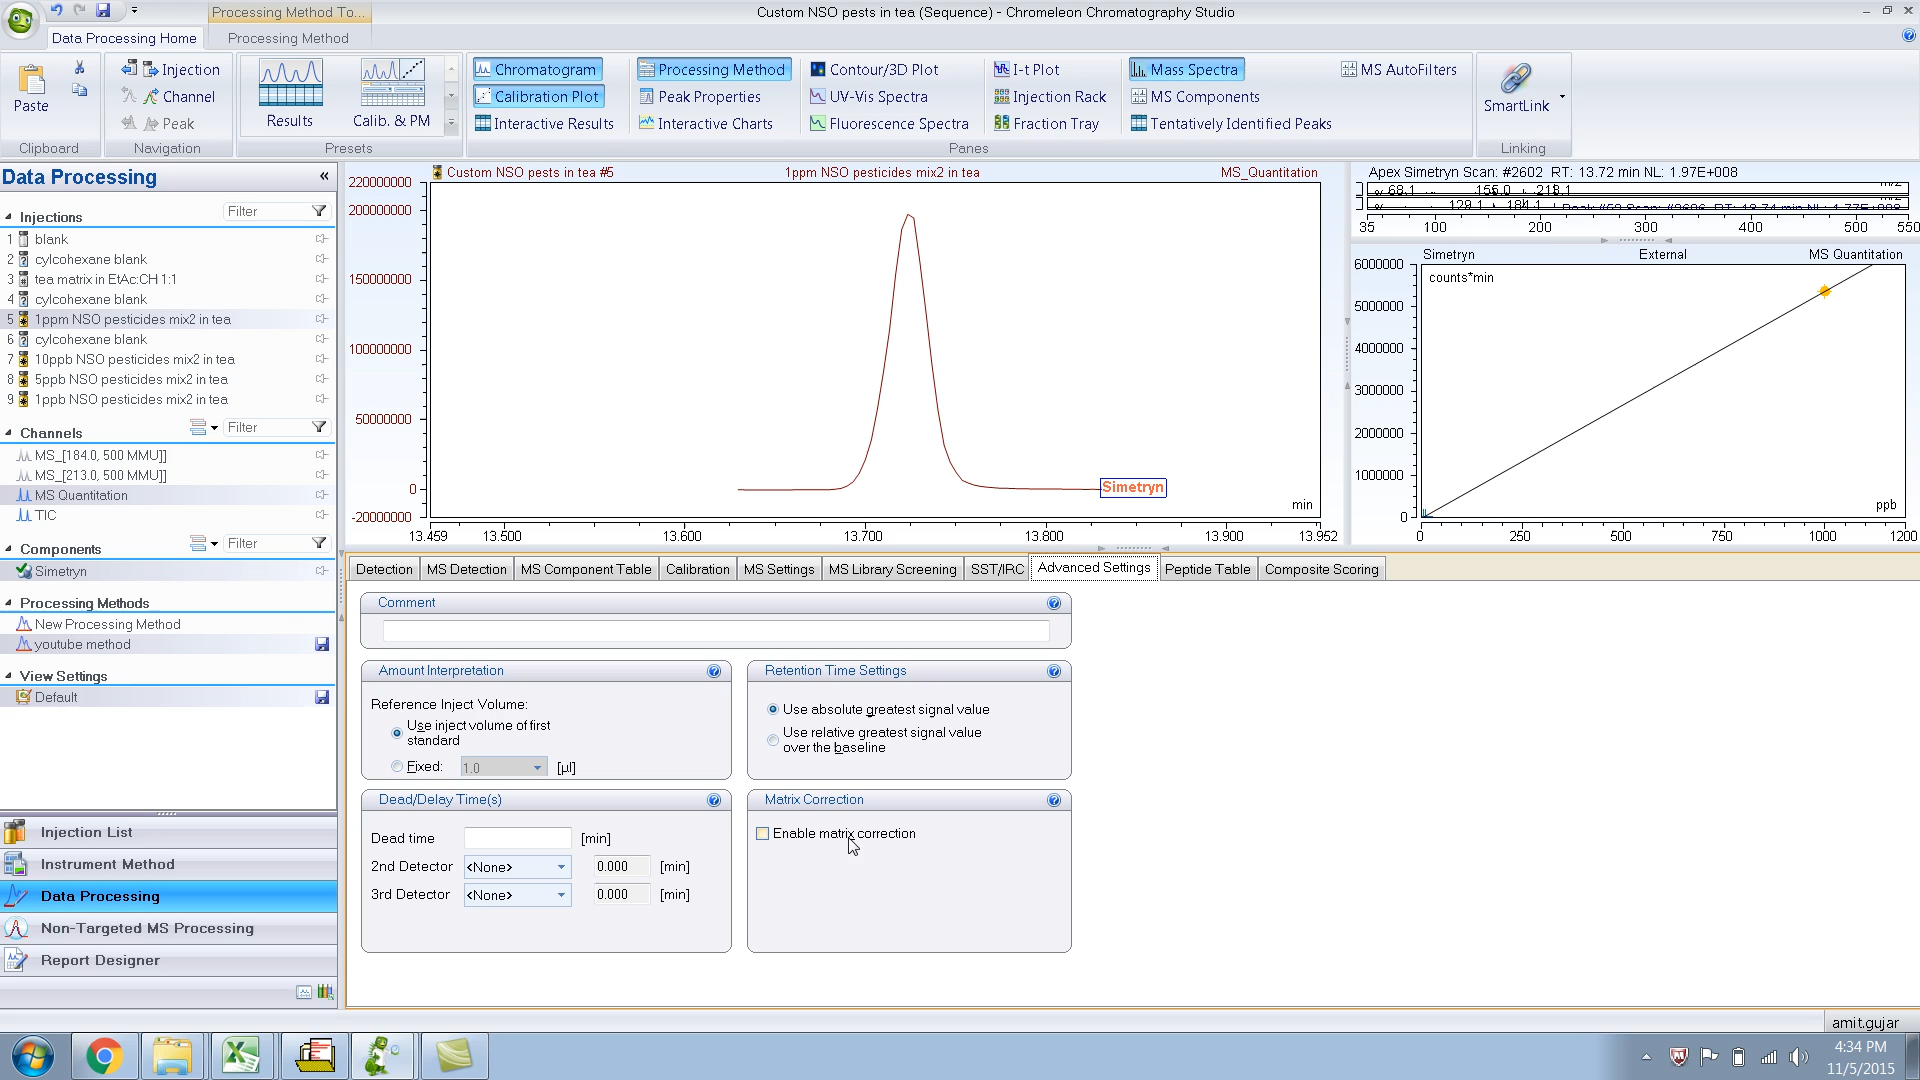 Processing Method To...
Custom NSO pests in tea (Sequence) - Chromeleon Chromatography Studio
Data Processing Home
Processing Method
Paste
Clipboard
Injection
Channel
Peak
Navigation
Results
Calib. & PM
Presets
Chromatogram
Calibration Plot
Interactive Results
Processing Method
Peak Properties
Interactive Charts
Contour/3D Plot
UV-Vis Spectra
Fluorescence Spectra
I-t Plot
Injection Rack
Fraction Tray
Mass Spectra
MS Components
Tentatively Identified Peaks
MS AutoFilters
Panes
SmartLink
Linking
Data Processing
«
Injections
Filter
1 blank
2 cylcohexane blank
3 tea matrix in EtAc:CH 1:1
4 cylcohexane blank
5 1ppm NSO pesticides mix2 in tea
6 cylcohexane blank
7 10ppb NSO pesticides mix2 in tea
8 5ppb NSO pesticides mix2 in tea
9 1ppb NSO pesticides mix2 in tea
Channels
Filter
MS_[184.0, 500 MMU]]
MS_[213.0, 500 MMU]]
MS Quantitation
TIC
Components
Filter
Simetryn
Processing Methods
New Processing Method
youtube method
View Settings
Default
Injection List
Instrument Method
Data Processing
Non-Targeted MS Processing
Report Designer
Custom NSO pests in tea #5
1ppm NSO pesticides mix2 in tea
MS_Quantitation
220000000
200000000
150000000
100000000
50000000
0
-20000000
Simetryn
min
13.459 13.500 13.600 13.700 13.800 13.900 13.952
Apex Simetryn Scan: #2602 RT: 13.72 min NL: 1.97E+008
68.1 155.0 213.1
129.1 184.1
35 100 200 300 400 500 550
Simetryn External MS Quantitation
counts*min
6000000
5000000
4000000
3000000
2000000
1000000
0
ppb
0 250 500 750 1000 1200
Detection
MS Detection
MS Component Table
Calibration
MS Settings
MS Library Screening
SST/IRC
Advanced Settings
Peptide Table
Composite Scoring
Comment
Amount Interpretation
Reference Inject Volume:
Use inject volume of first
standard
Fixed: 1.0 [µl]
Retention Time Settings
Use absolute greatest signal value
Use relative greatest signal value
over the baseline
Dead/Delay Time(s)
Dead time [min]
2nd Detector <None> 0.000 [min]
3rd Detector <None> 0.000 [min]
Matrix Correction
Enable matrix correction
amit.gujar
4:34 PM
11/5/2015